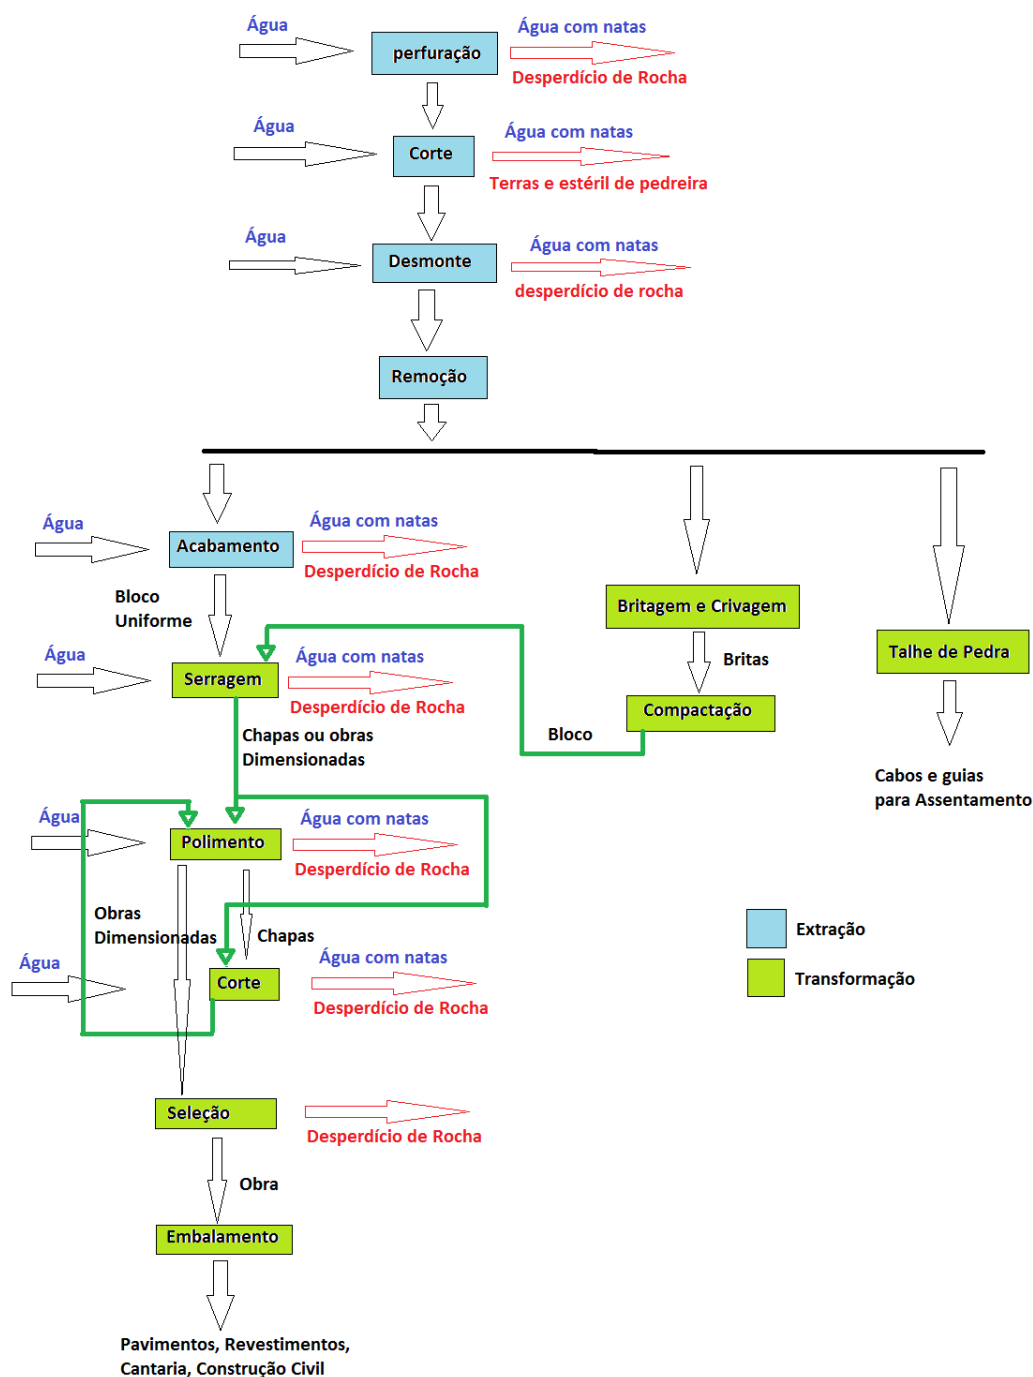 Água
Água com natas
perfuração
Desperdício de Rocha
Água
Água com natas
Corte
Terras e estéril de pedreira
Água
Água com natas
Desmonte
desperdício de rocha
Remoção
Água
Água com natas
Acabamento
Desperdício de Rocha
Bloco
Uniforme
Britagem e Crivagem
Britas
Talhe de Pedra
Água
Água com natas
Serragem
Desperdício de Rocha
Compactação
Bloco
Chapas ou obras
Dimensionadas
Cabos e guias
para Assentamento
Água
Água com natas
Polimento
Desperdício de Rocha
Obras
Dimensionadas
Chapas
Extração
Transformação
Água
Água com natas
Corte
Desperdício de Rocha
Seleção
Desperdício de Rocha
Obra
Embalamento
Pavimentos, Revestimentos,
Cantaria, Construção Civil